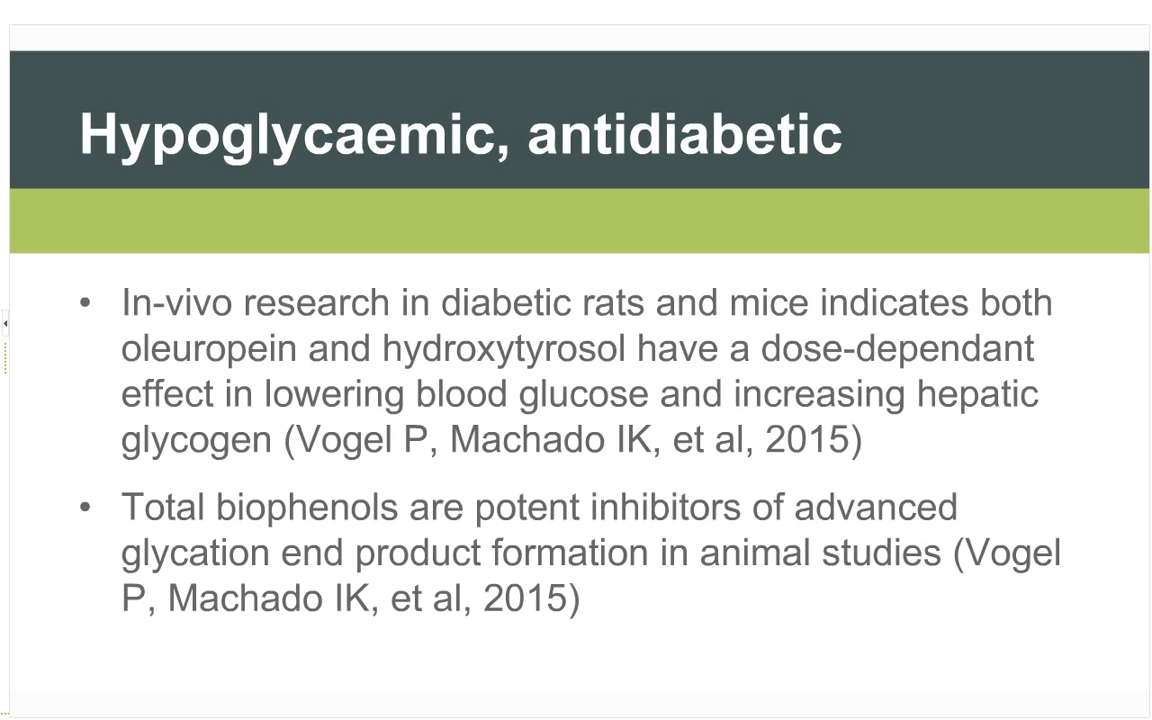 Hypoglycaemic, antidiabetic
• In-vivo research in diabetic rats and mice indicates both
oleuropein and hydroxytyrosol have a dose-dependant
effect in lowering blood glucose and increasing hepatic
glycogen (Vogel P, Machado IK, et al, 2015)
• Total biophenols are potent inhibitors of advanced
glycation end product formation in animal studies (Vogel
P, Machado IK, et al, 2015)